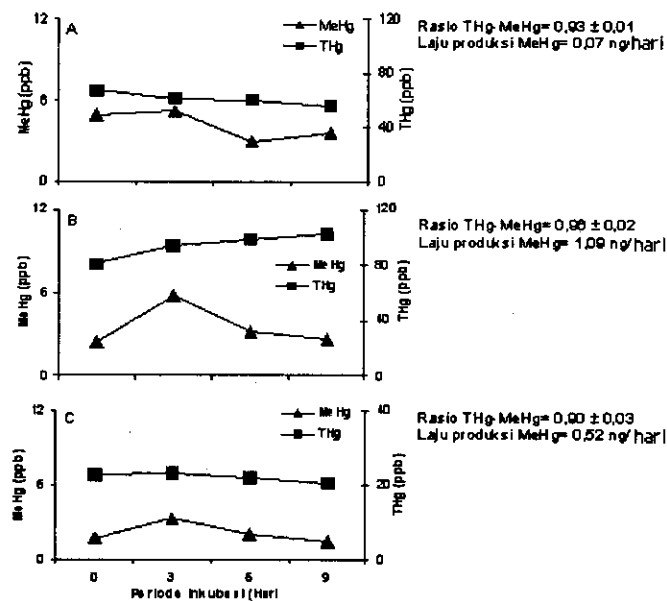 A
MeHg
THg
12
6
0
MeHg (ppb)
120
80
40
0
THg (ppb)
Rasio THg-MeHg= 0,93 ± 0,01
Laju produksi MeHg= 0,07 ng/hari
B
MeHg
THg
12
6
0
MeHg (ppb)
120
80
40
0
THg (ppb)
Rasio THg-MeHg= 0,96 ± 0,02
Laju produksi MeHg= 1,09 ng/hari
C
MeHg
THg
12
6
0
MeHg (ppb)
40
20
0
THg (ppb)
Rasio THg-MeHg= 0,90 ± 0,03
Laju produksi MeHg= 0,52 ng/hari
0 3 6 9
Periode Inkubasi (Hari